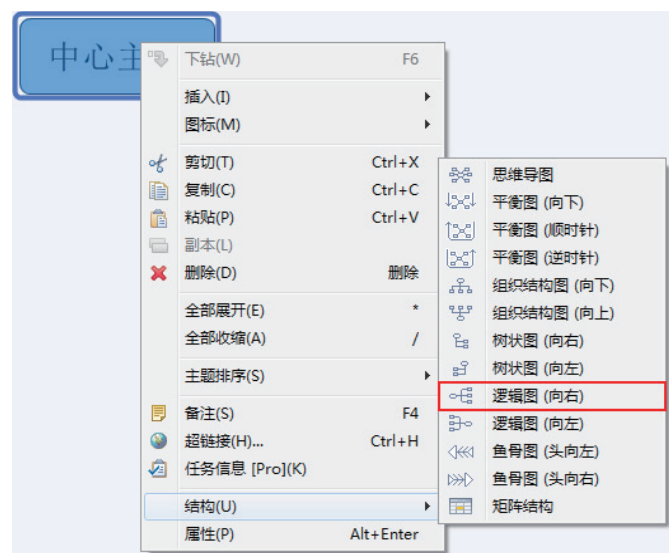 中心主
下钻(W) F6
插入(I)
图标(M)
剪切(T) Ctrl+X
复制(C) Ctrl+C
粘贴(P) Ctrl+V
副本(L)
删除(D) 删除
全部展开(E) *
全部收缩(A) /
主题排序(S)
备注(S) F4
超链接(H)... Ctrl+H
任务信息 [Pro](K)
结构(U)
属性(P) Alt+Enter
思维导图
平衡图 (向下)
平衡图 (顺时针)
平衡图 (逆时针)
组织结构图 (向下)
组织结构图 (向上)
树状图 (向右)
树状图 (向左)
逻辑图 (向右)
逻辑图 (向左)
鱼骨图 (头向左)
鱼骨图 (头向右)
矩阵结构